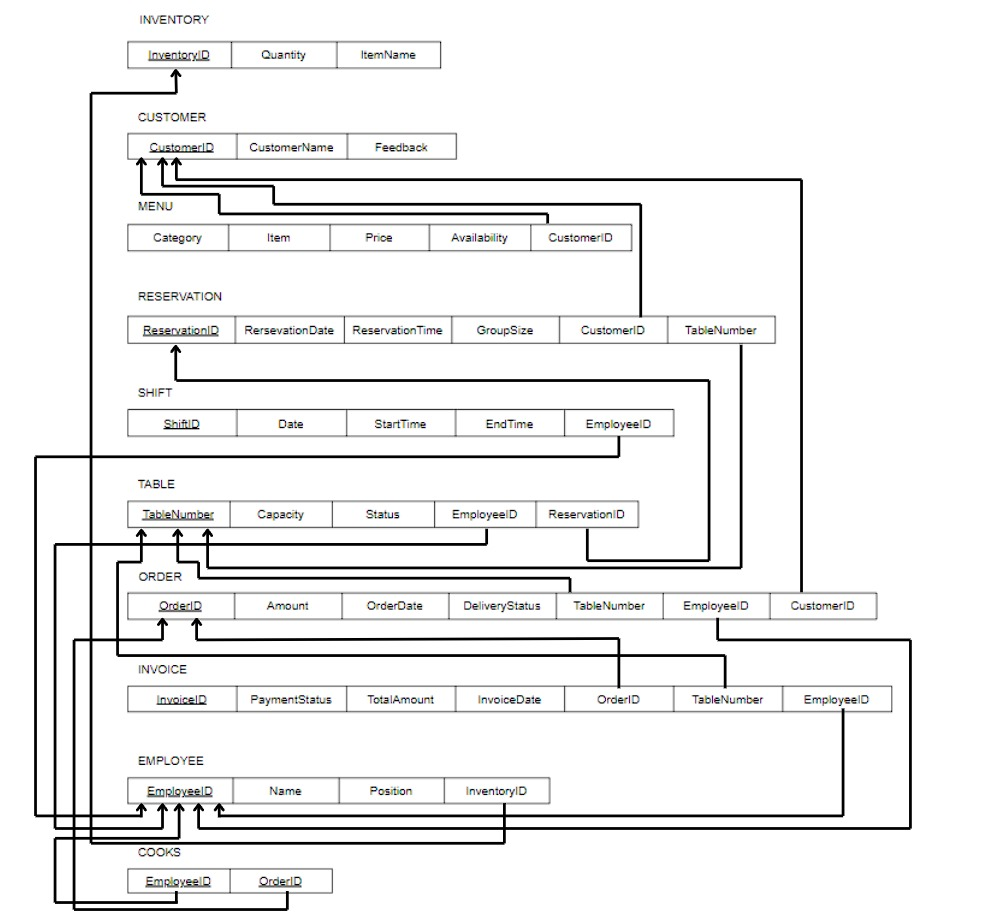 INVENTORY
InventoryID Quantity ItemName
CUSTOMER
CustomerID CustomerName Feedback
MENU
Category Item Price Availability CustomerID
RESERVATION
ReservationID RersevationDate ReservationTime GroupSize CustomerID TableNumber
SHIFT
ShiftID Date StartTime EndTime EmployeeID
TABLE
TableNumber Capacity Status EmployeeID ReservationID
ORDER
OrderID Amount OrderDate DeliveryStatus TableNumber EmployeeID CustomerID
INVOICE
InvoiceID PaymentStatus TotalAmount InvoiceDate OrderID TableNumber EmployeeID
EMPLOYEE
EmployeeID Name Position InventoryID
COOKS
EmployeeID OrderID